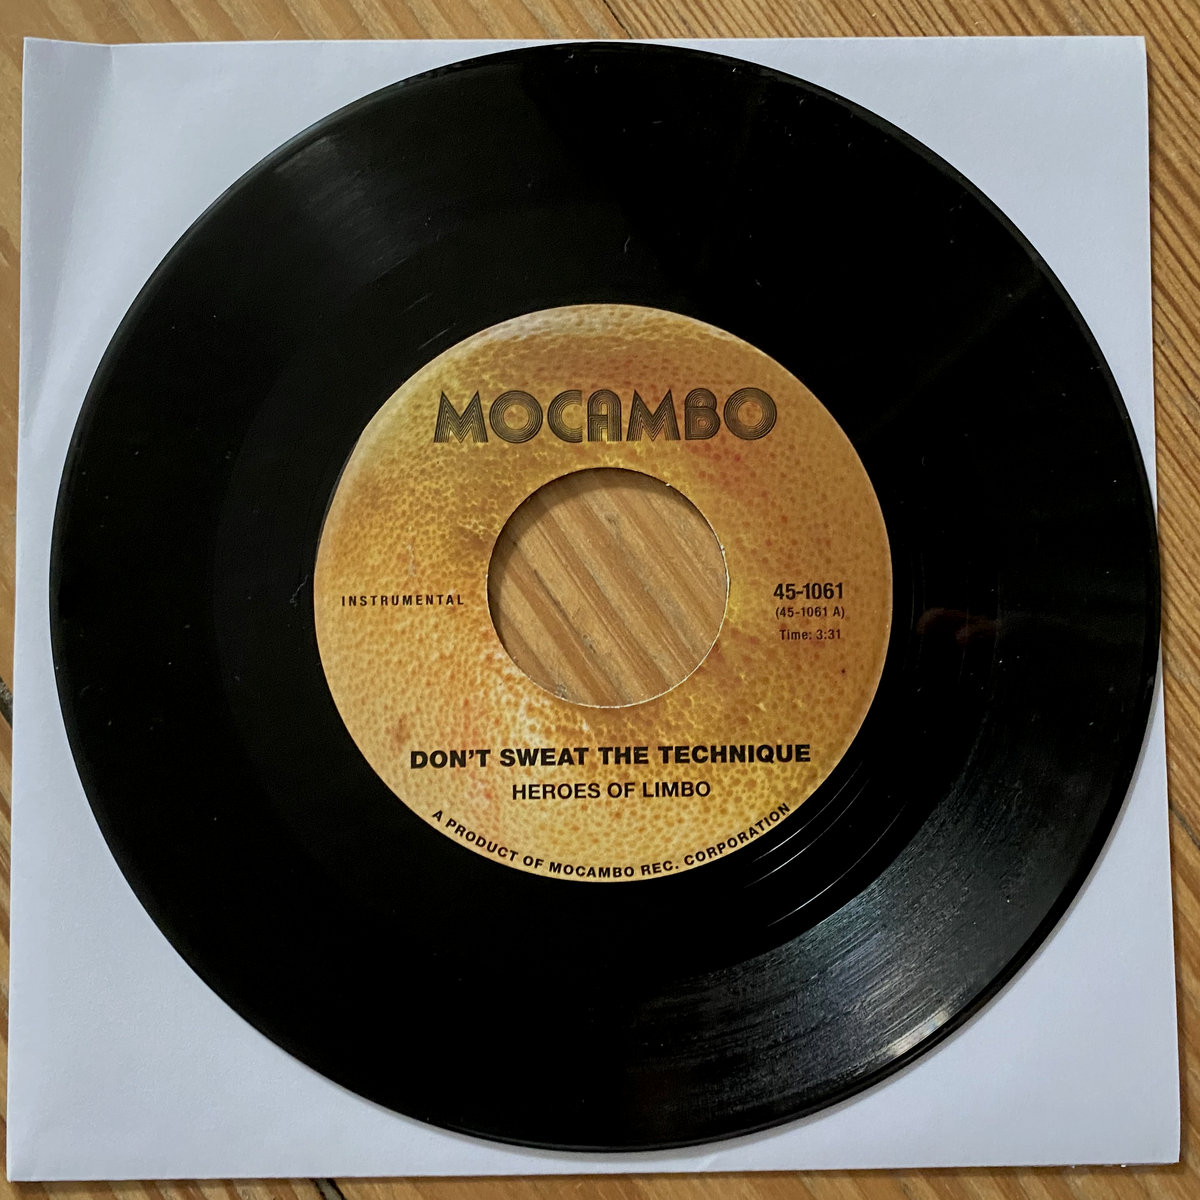 MOCAMBO
INSTRUMENTAL
45-1061
(45-1061 A)
Time: 3:31
DON'T SWEAT THE TECHNIQUE
HEROES OF LIMBO
A PRODUCT OF MOCAMBO REC. CORPORATION